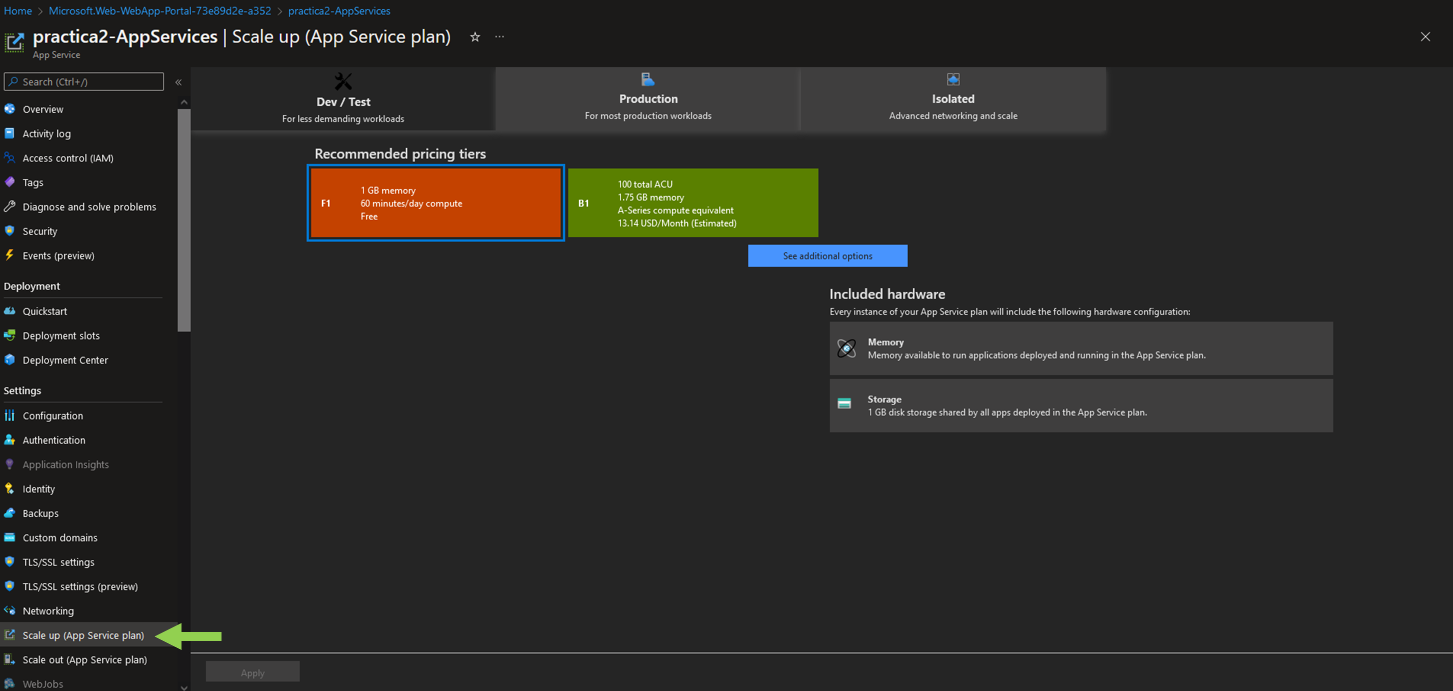 Home > Microsoft.Web-WebApp-Portal-73e89d2e-a352 > practica2-AppServices
practica2-AppServices | Scale up (App Service plan)
App Service
Search (Ctrl+/)
Overview
Activity log
Access control (IAM)
Tags
Diagnose and solve problems
Security
Events (preview)
Deployment
Quickstart
Deployment slots
Deployment Center
Settings
Configuration
Authentication
Application Insights
Identity
Backups
Custom domains
TLS/SSL settings
TLS/SSL settings (preview)
Networking
Scale up (App Service plan)
Scale out (App Service plan)
WebJobs
Dev / Test
For less demanding workloads
Production
For most production workloads
Isolated
Advanced networking and scale
Recommended pricing tiers
F1
1 GB memory
60 minutes/day compute
Free
B1
100 total ACU
1.75 GB memory
A-Series compute equivalent
13.14 USD/Month (Estimated)
See additional options
Included hardware
Every instance of your App Service plan will include the following hardware configuration:
Memory
Memory available to run applications deployed and running in the App Service plan.
Storage
1 GB disk storage shared by all apps deployed in the App Service plan.
Apply